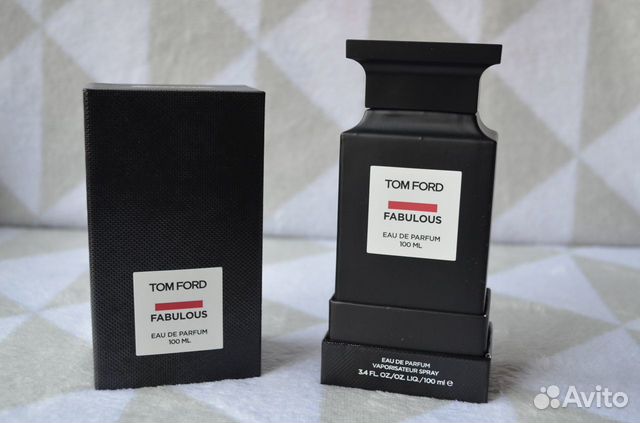 TOM FORD
FABULOUS
EAU DE PARFUM
100 ML
TOM FORD
FABULOUS
EAU DE PARFUM
100 ML
EAU DE PARFUM
VAPORISATEUR SPRAY
3.4 FL. OZ./OZ. LIQ./100 ml ℮
Avito